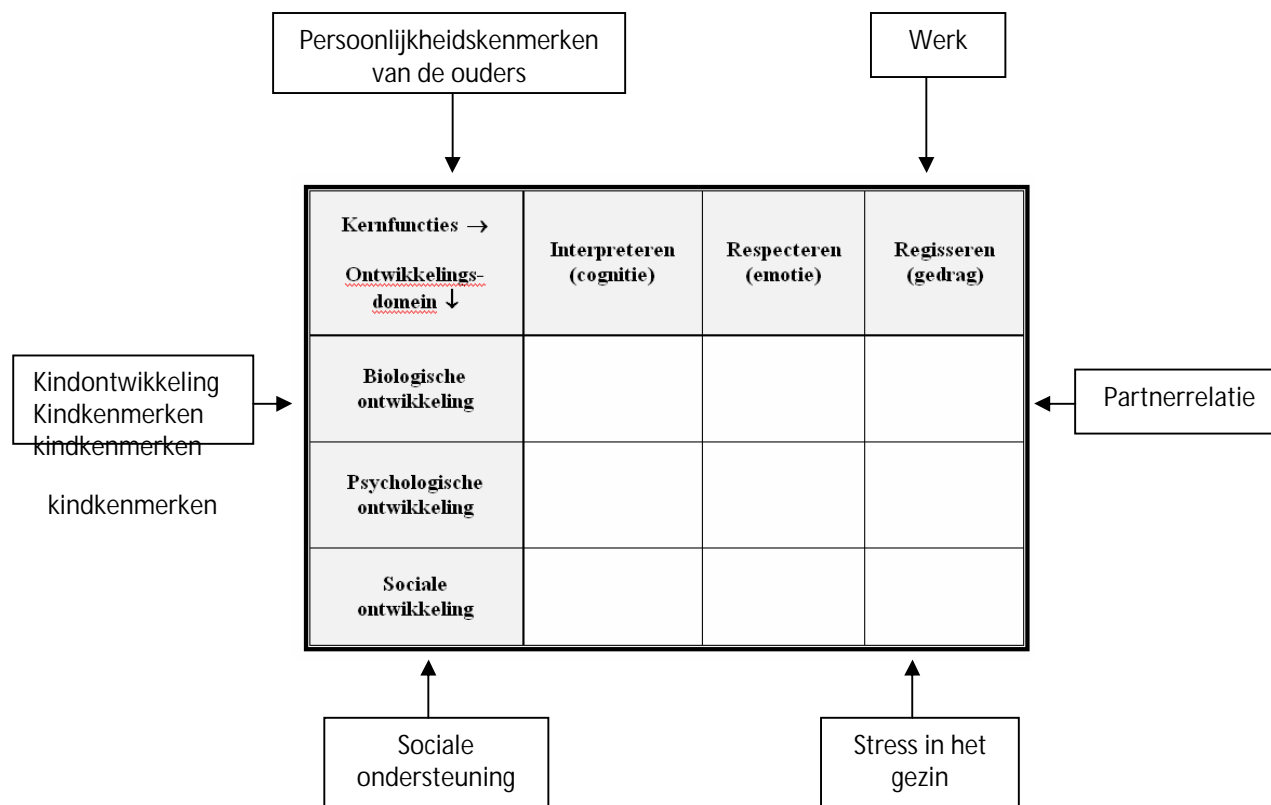 Persoonlijkheidskenmerken
van de ouders
Werk
Kernfuncties →
Ontwikkelings-
domein ↓
Interpreteren
(cognitie)
Respecteren
(emotie)
Regisseren
(gedrag)
Kindontwikkeling
Kindkenmerken
kindkenmerken
kindkenmerken
Biologische
ontwikkeling
Partnerrelatie
Psychologische
ontwikkeling
Sociale
ontwikkeling
Sociale
ondersteuning
Stress in het
gezin